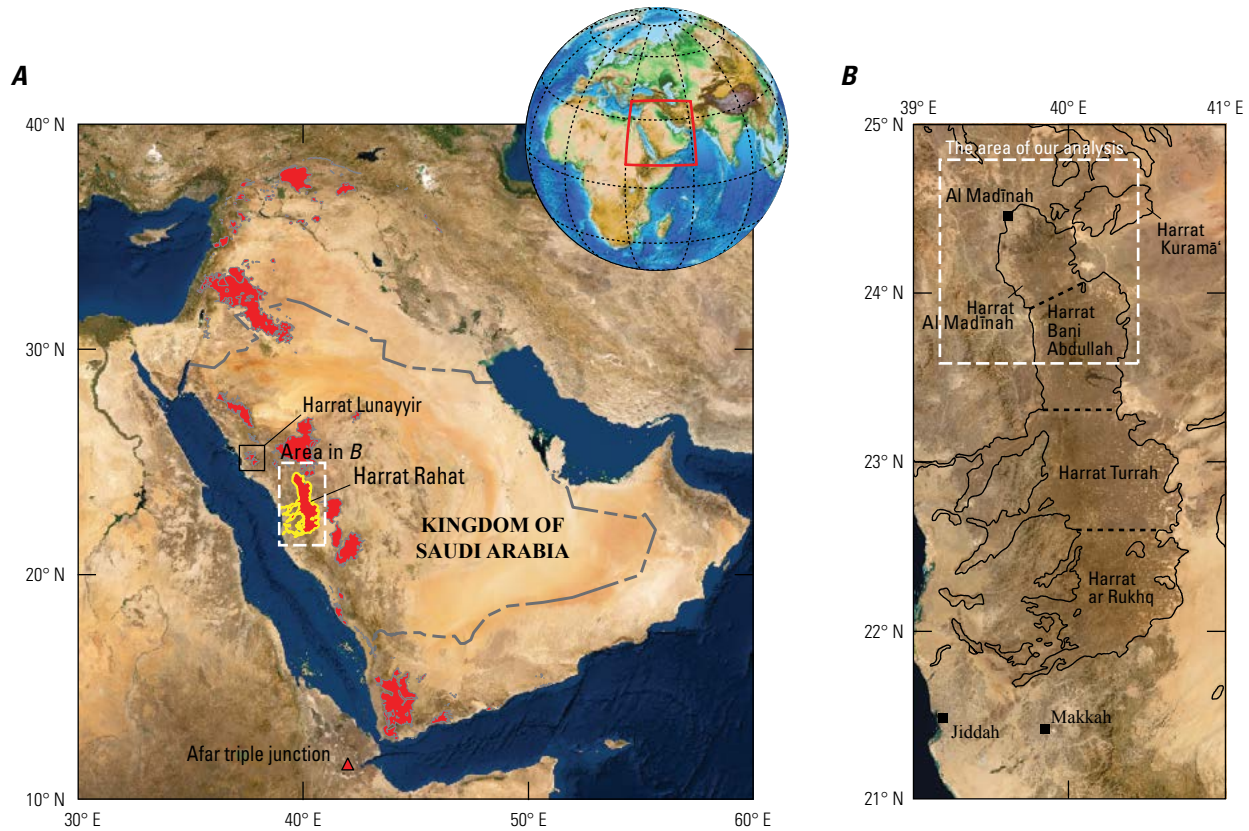 A
40° N
30° N
20° N
10° N
30° E
40° E
50° E
60° E
Harrat Lunayyir
Area in B
Harrat Rahat
KINGDOM OF
SAUDI ARABIA
Afar triple junction
B
39° E
40° E
41° E
25° N
24° N
23° N
22° N
21° N
The area of our analysis
Al Madīnah
Harrat
Kuramāʻ
Harrat
Al Madīnah
Harrat
Bani
Abdullah
Harrat Turrah
Harrat
ar Rukhq
Jiddah
Makkah